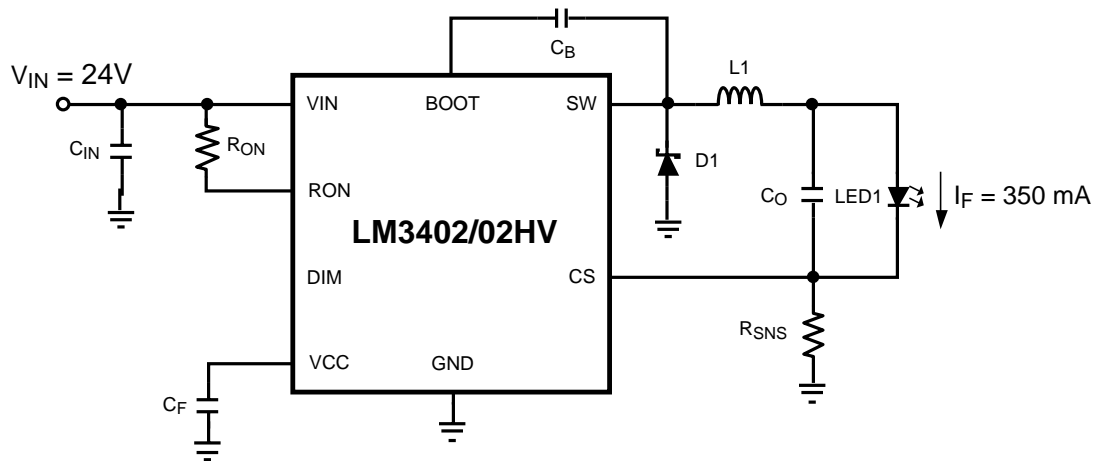 C_B
L1
V_IN = 24V
VIN
BOOT
SW
C_IN
R_ON
D1
RON
C_O
LED1
I_F = 350 mA
LM3402/02HV
DIM
CS
R_SNS
VCC
GND
C_F